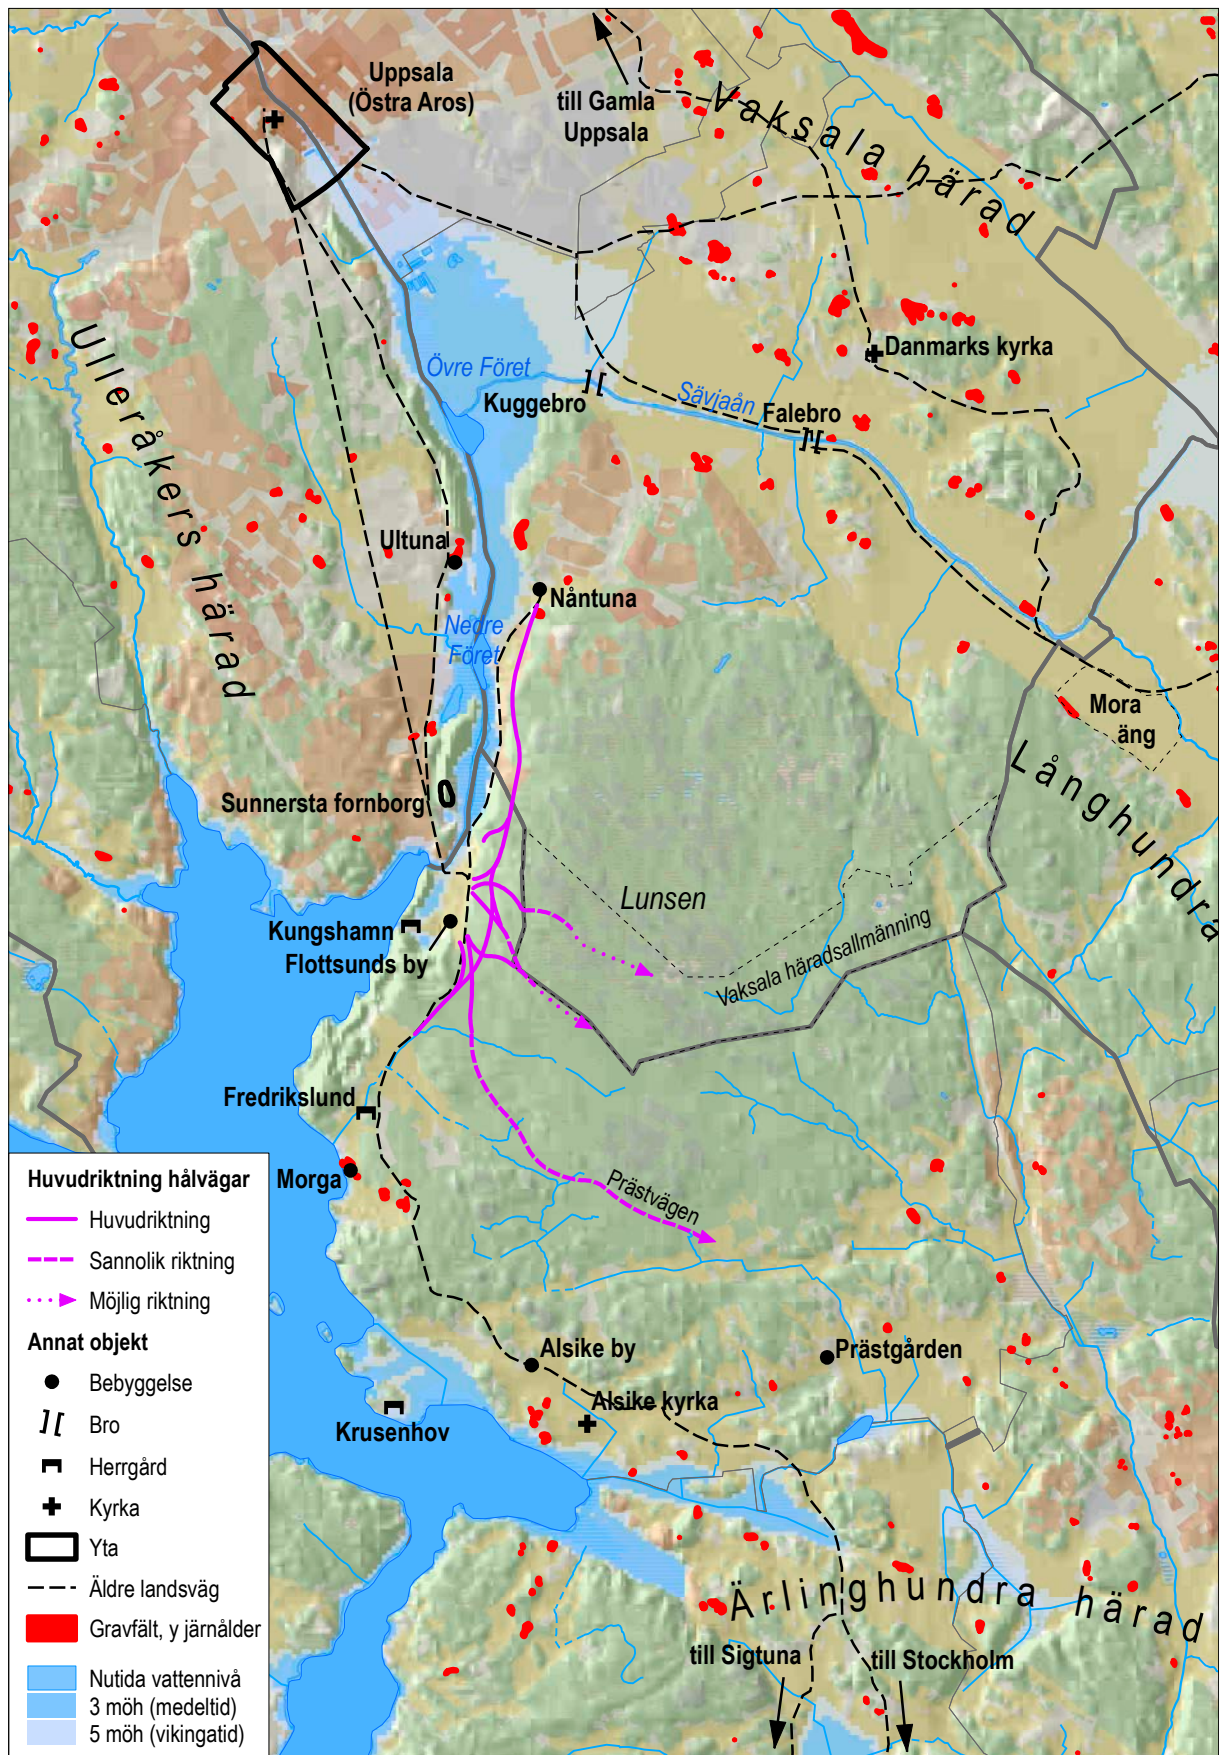 Uppsala
(Östra Aros)
till Gamla
Uppsala
Vaksala härad
Ulleråkers härad
Övre Föret
Kuggebro
Sävjaån
Falebro
Danmarks kyrka
Ultuna
Nåntuna
Nedre
Föret
Mora
äng
Långhundra
Sunnersta fornborg
Lunsen
Kungshamn
Flottsunds by
Vaksala häradsallmänning
Fredrikslund
Morga
Prästvägen
Alsike by
Prästgården
Alsike kyrka
Krusenhov
Ärlinghundra härad
till Sigtuna
till Stockholm
Huvudriktning hålvägar
Huvudriktning
Sannolik riktning
Möjlig riktning
Annat objekt
Bebyggelse
Bro
Herrgård
Kyrka
Yta
Äldre landsväg
Gravfält, y järnålder
Nutida vattennivå
3 möh (medeltid)
5 möh (vikingatid)